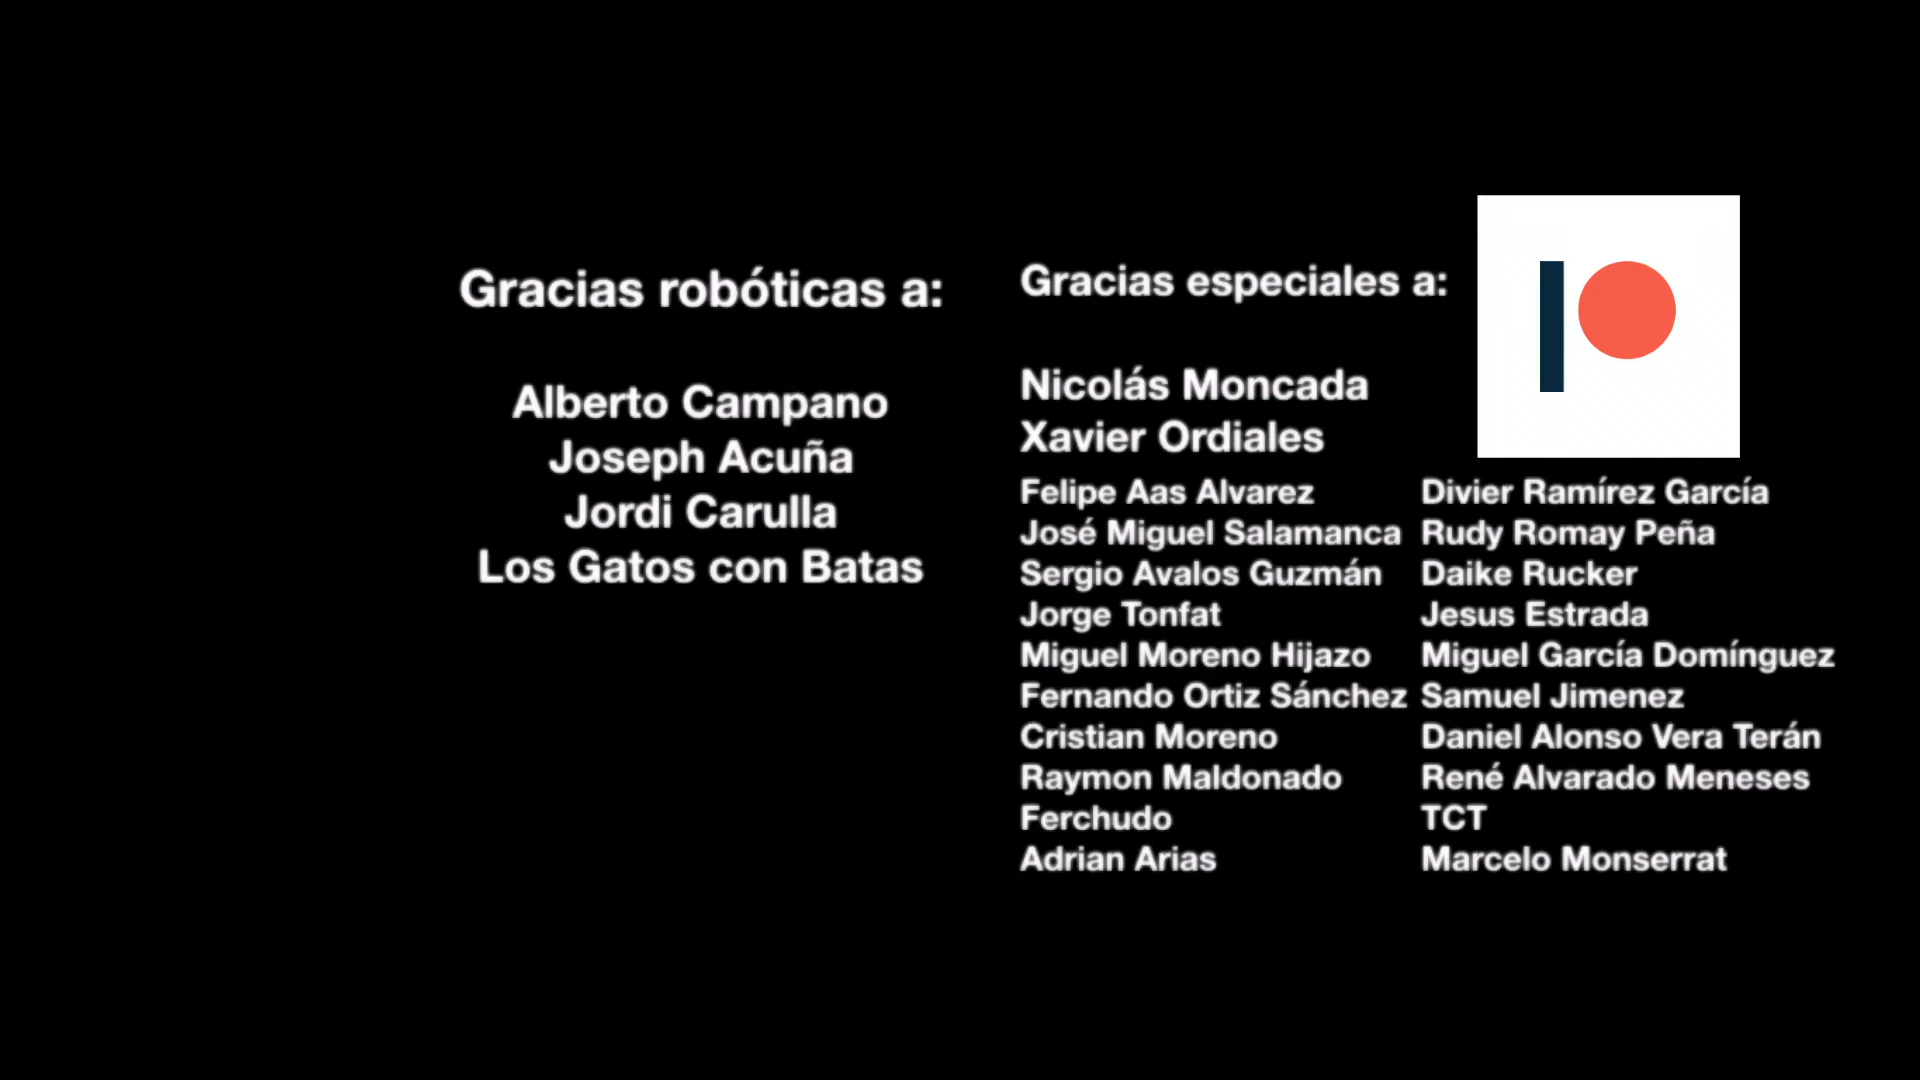 Gracias robóticas a:
Alberto Campano
Joseph Acuña
Jordi Carulla
Los Gatos con Batas
Gracias especiales a:
Nicolás Moncada
Xavier Ordiales
Felipe Aas Alvarez
José Miguel Salamanca
Sergio Avalos Guzmán
Jorge Tonfat
Miguel Moreno Hijazo
Fernando Ortiz Sánchez
Cristian Moreno
Raymon Maldonado
Ferchudo
Adrian Arias
Divier Ramírez García
Rudy Romay Peña
Daike Rucker
Jesus Estrada
Miguel García Domínguez
Samuel Jimenez
Daniel Alonso Vera Terán
René Alvarado Meneses
TCT
Marcelo Monserrat